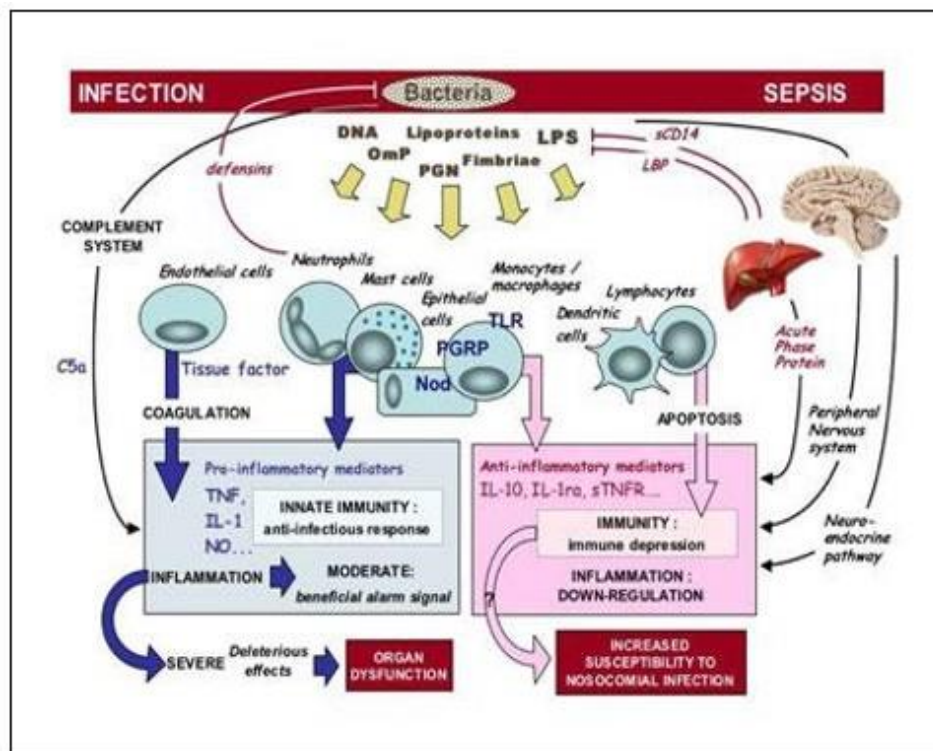 INFECTION
Bacteria
SEPSIS
DNA
Lipoproteins
LPS
OmP
PGN
Fimbriae
sCD14
LBP
defensins
COMPLEMENT
SYSTEM
Endothelial cells
Neutrophils
Mast cells
Epithelial
cells
Monocytes /
macrophages
TLR
PGRP
Nod
Lymphocytes
Dendritic
cells
Acute
Phase
Protein
C5a
Tissue factor
COAGULATION
APOPTOSIS
Peripheral
Nervous
system
Pro-inflammatory mediators
TNF,
IL-1
NO...
INNATE IMMUNITY :
anti-infectious response
INFLAMMATION
MODERATE:
beneficial alarm signal
Anti-inflammatory mediators
IL-10, IL-1ra, sTNFR....
IMMUNITY :
immune depression
INFLAMMATION :
DOWN-REGULATION
Neuro-
endocrine
pathway
?
SEVERE
Deleterious
effects
ORGAN
DYSFUNCTION
INCREASED
SUSCEPTIBILITY TO
NOSOCOMIAL INFECTION